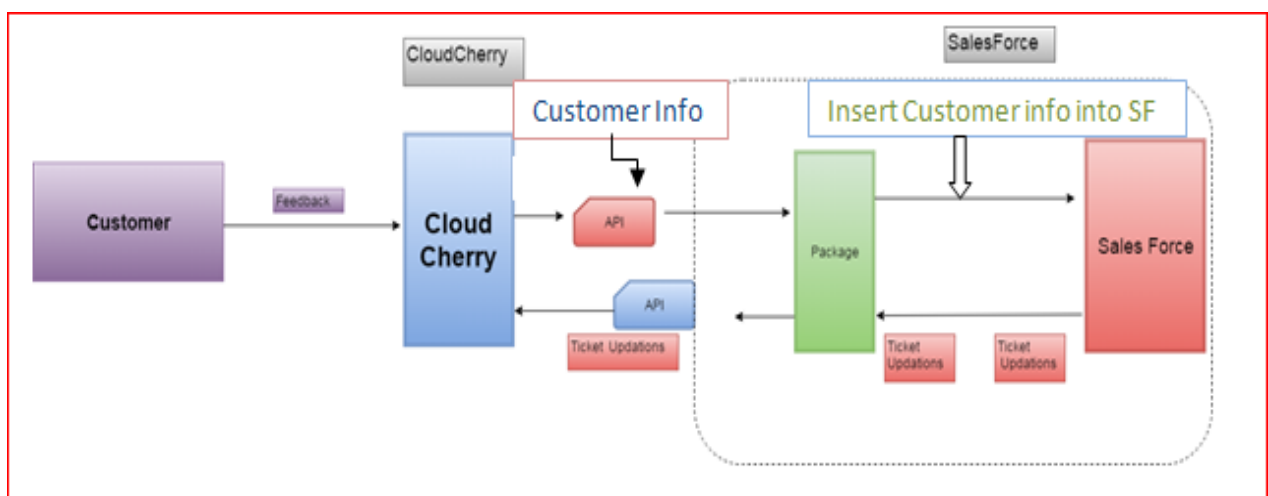 CloudCherry
SalesForce
Customer Info
Insert Customer info into SF
Customer
Feedback
Cloud
Cherry
API
Package
Sales Force
API
Ticket Updations
Ticket
Updations
Ticket
Updations